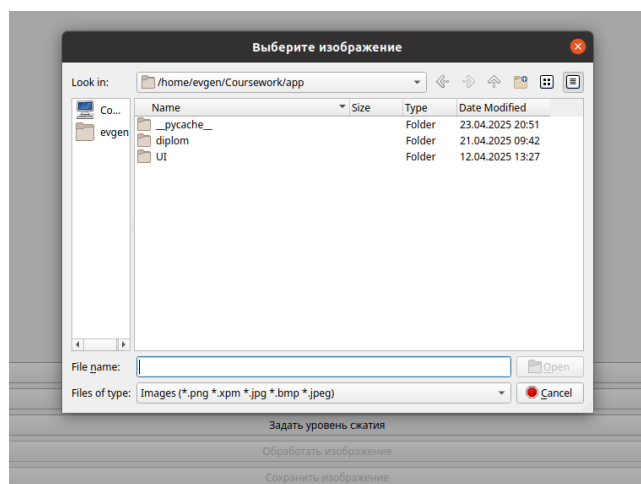 Выберите изображение
Look in: /home/evgen/Coursework/app
Co...
evgen
Name Size Type Date Modified
__pycache__ Folder 23.04.2025 20:51
diplom Folder 21.04.2025 09:42
UI Folder 12.04.2025 13:27
File name: Open
Files of type: Images (*.png *.xpm *.jpg *.bmp *.jpeg) Cancel
Задать уровень сжатия
Обработать изображение
Сохранить изображение